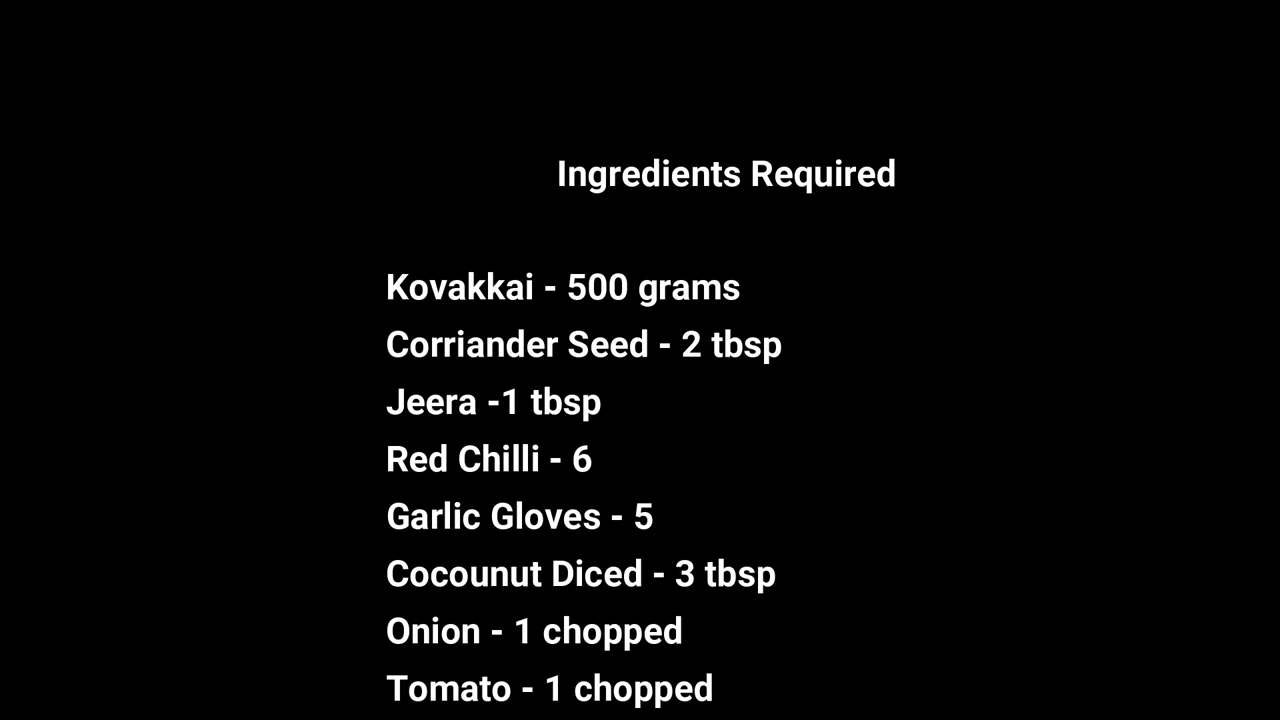 Ingredients Required
Kovakkai - 500 grams
Corriander Seed - 2 tbsp
Jeera -1 tbsp
Red Chilli - 6
Garlic Gloves - 5
Cocounut Diced - 3 tbsp
Onion - 1 chopped
Tomato - 1 chopped